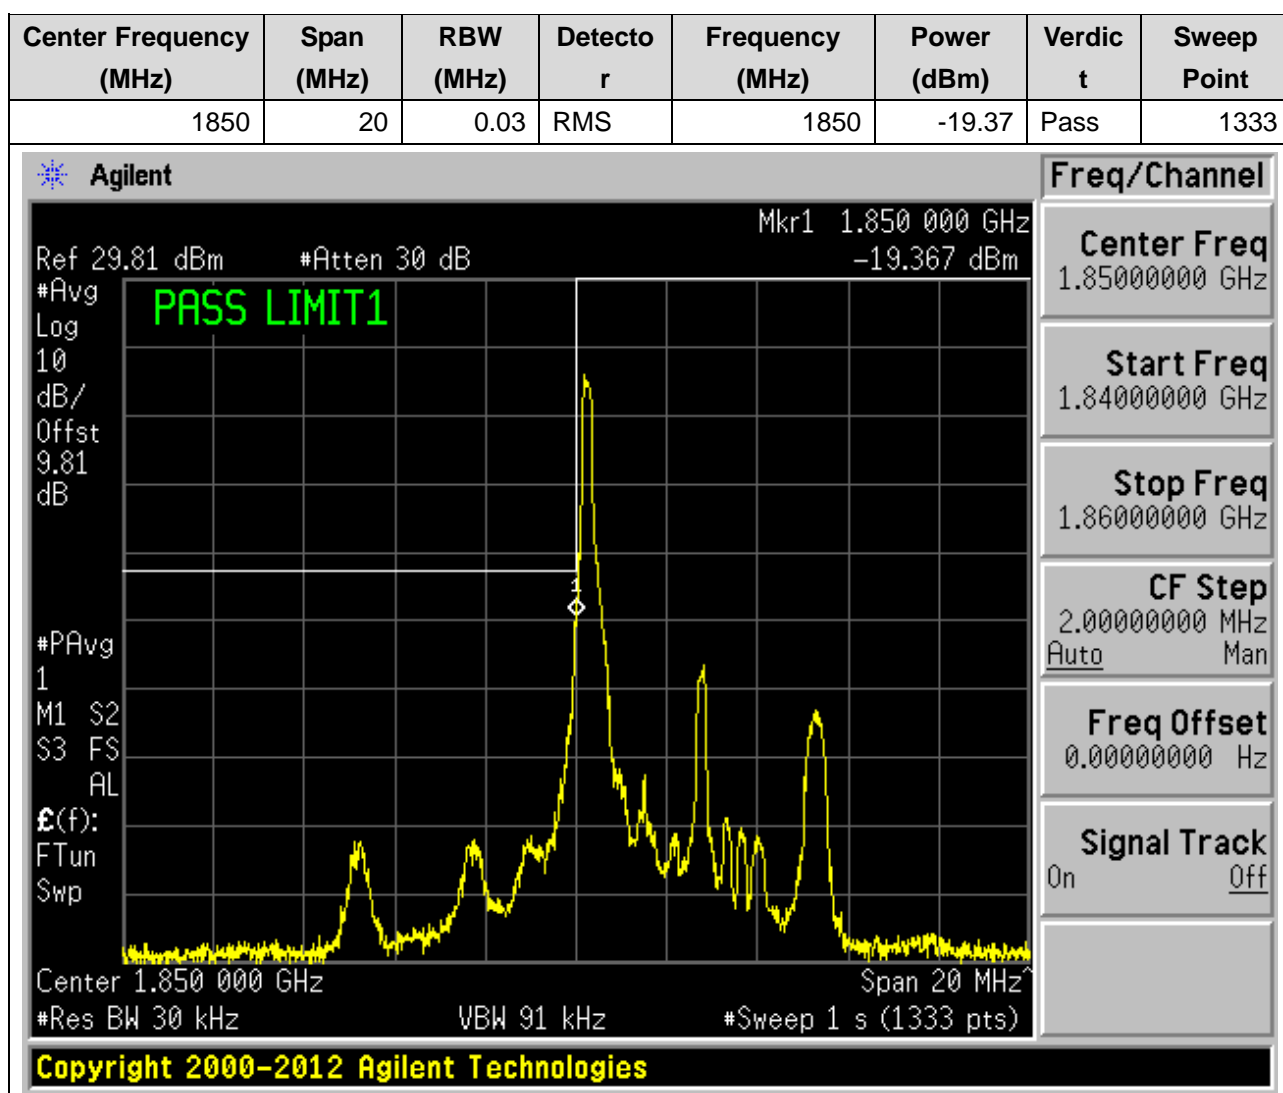 Center Frequency (MHz) Span (MHz) RBW (MHz) Detecto r Frequency (MHz) Power (dBm) Verdic t Sweep Point
1850 20 0.03 RMS 1850 -19.37 Pass 1333
Agilent
Freq/Channel
Mkr1 1.850 000 GHz
Ref 29.81 dBm #Atten 30 dB -19.367 dBm
#Avg
Log
10
dB/
Offst
9.81
dB
PASS LIMIT1
1
#PAvg
1
M1 S2
S3 FS
AL
£(f):
FTun
Swp
Center 1.850 000 GHz Span 20 MHz^
#Res BW 30 kHz VBW 91 kHz #Sweep 1 s (1333 pts)
Center Freq
1.85000000 GHz
Start Freq
1.84000000 GHz
Stop Freq
1.86000000 GHz
CF Step
2.00000000 MHz
Auto Man
Freq Offset
0.00000000 Hz
Signal Track
On Off
Copyright 2000-2012 Agilent Technologies